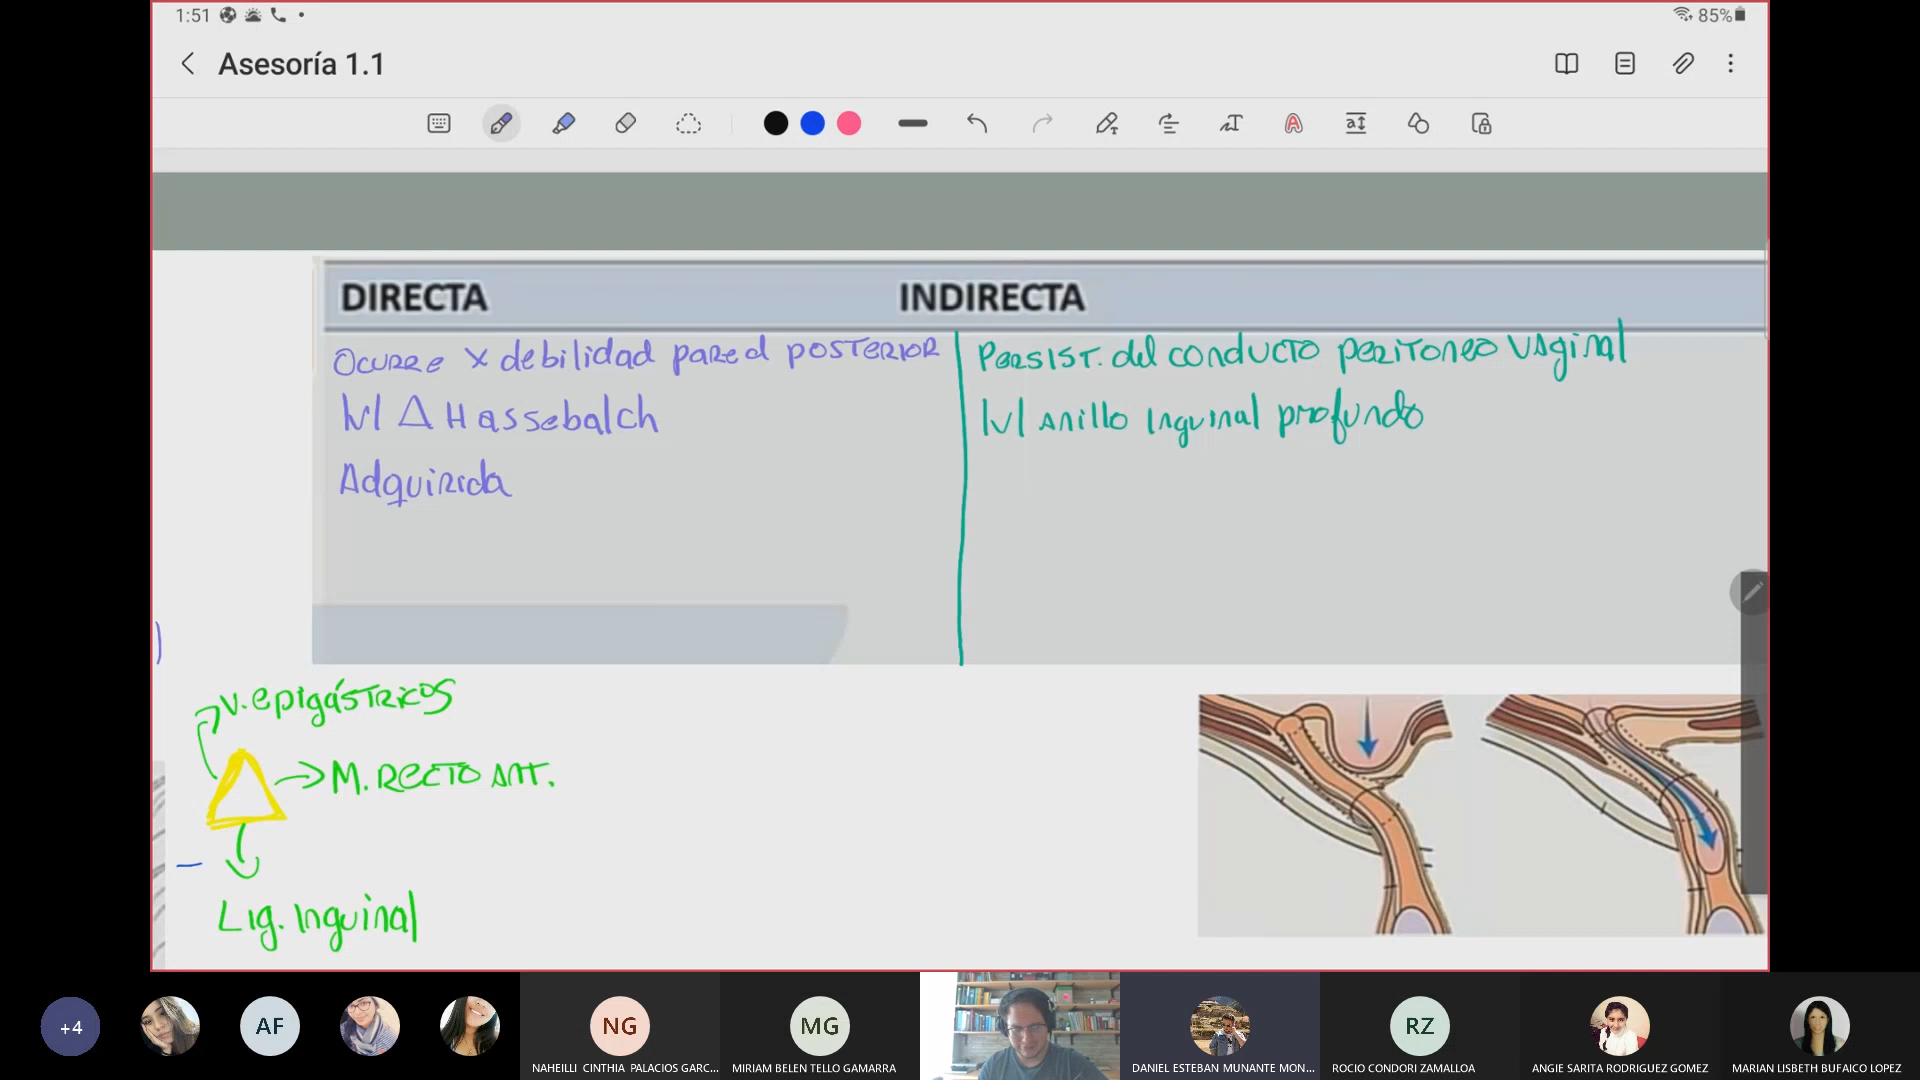 1:51
85%
Asesoría 1.1
DIRECTA INDIRECTA
Ocurre x debilidad pared posterior
lvl Δ Hassebalch
Adquirida
Persist. del conducto peritoneo vaginal
lvl anillo inguinal profundo
V. epigástricos
M. Recto ant.
Lig. Inguinal
+4
AF
NG
NAHEILLI CINTHIA PALACIOS GARC...
MG
MIRIAM BELEN TELLO GAMARRA
DANIEL ESTEBAN MUNANTE MON...
RZ
ROCIO CONDORI ZAMALLOA
ANGIE SARITA RODRIGUEZ GOMEZ
MARIAN LISBETH BUFAICO LOPEZ